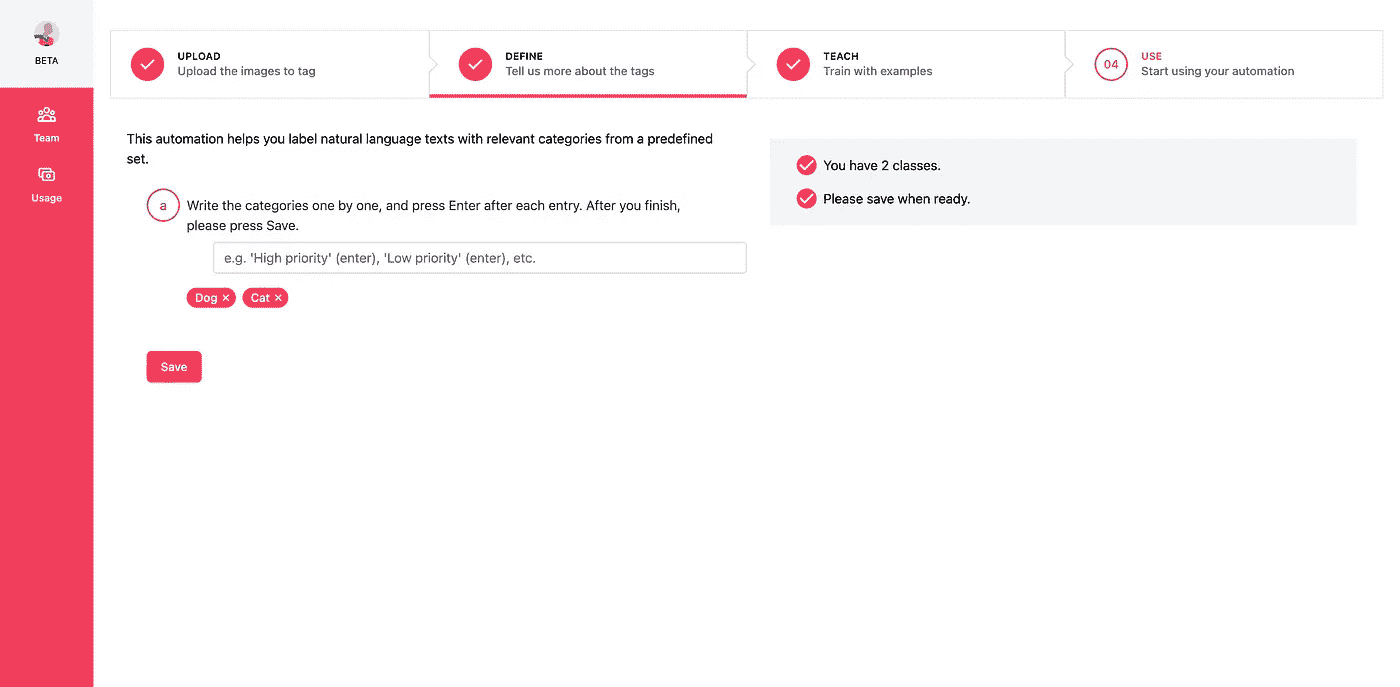 BETA
Team
Usage
UPLOAD
Upload the images to tag
DEFINE
Tell us more about the tags
TEACH
Train with examples
04
USE
Start using your automation
This automation helps you label natural language texts with relevant categories from a predefined
set.
a
Write the categories one by one, and press Enter after each entry. After you finish,
please press Save.
e.g. 'High priority' (enter), 'Low priority' (enter), etc.
Dog × Cat ×
Save
You have 2 classes.
Please save when ready.